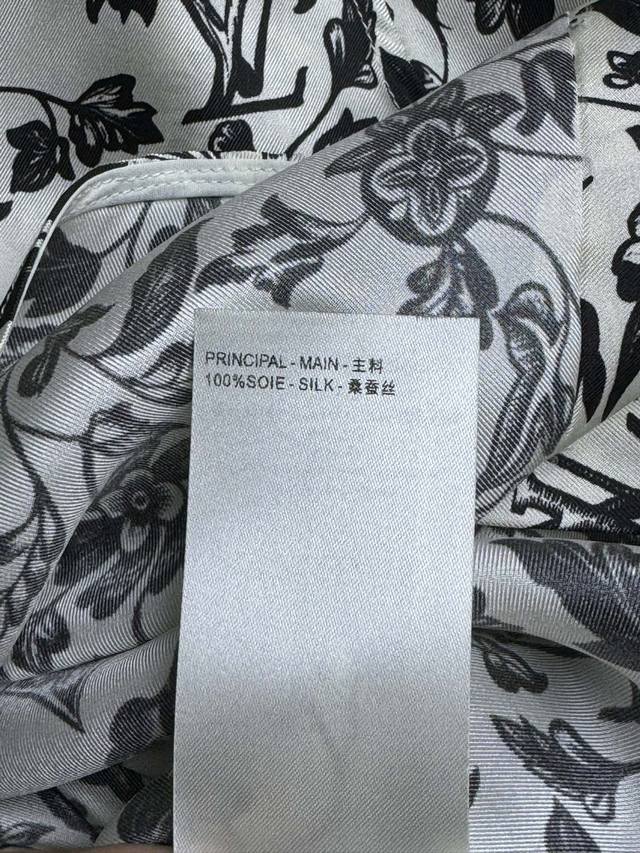 PRINCIPAL - MAIN - 主料
100%SOIE - SILK - 桑蚕丝